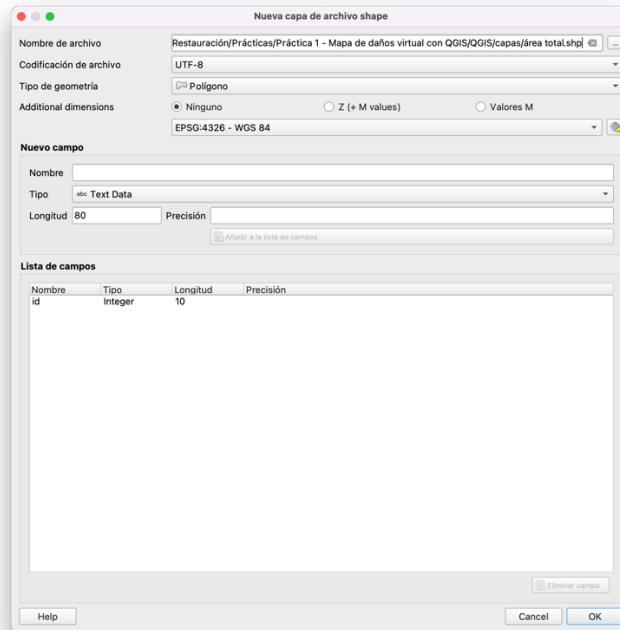 Nueva capa de archivo shape
Nombre de archivo Restauración/Prácticas/Práctica 1 - Mapa de daños virtual con QGIS/QGIS/capas/área total.shp ...
Codificación de archivo UTF-8
Tipo de geometría Polígono
Additional dimensions Ninguno Z (+ M values) Valores M
EPSG:4326 - WGS 84
Nuevo campo
Nombre
Tipo abc Text Data
Longitud 80 Precisión
Añadir a la lista de campos
Lista de campos
Nombre Tipo Longitud Precisión
id Integer 10
Eliminar campo
Help Cancel OK